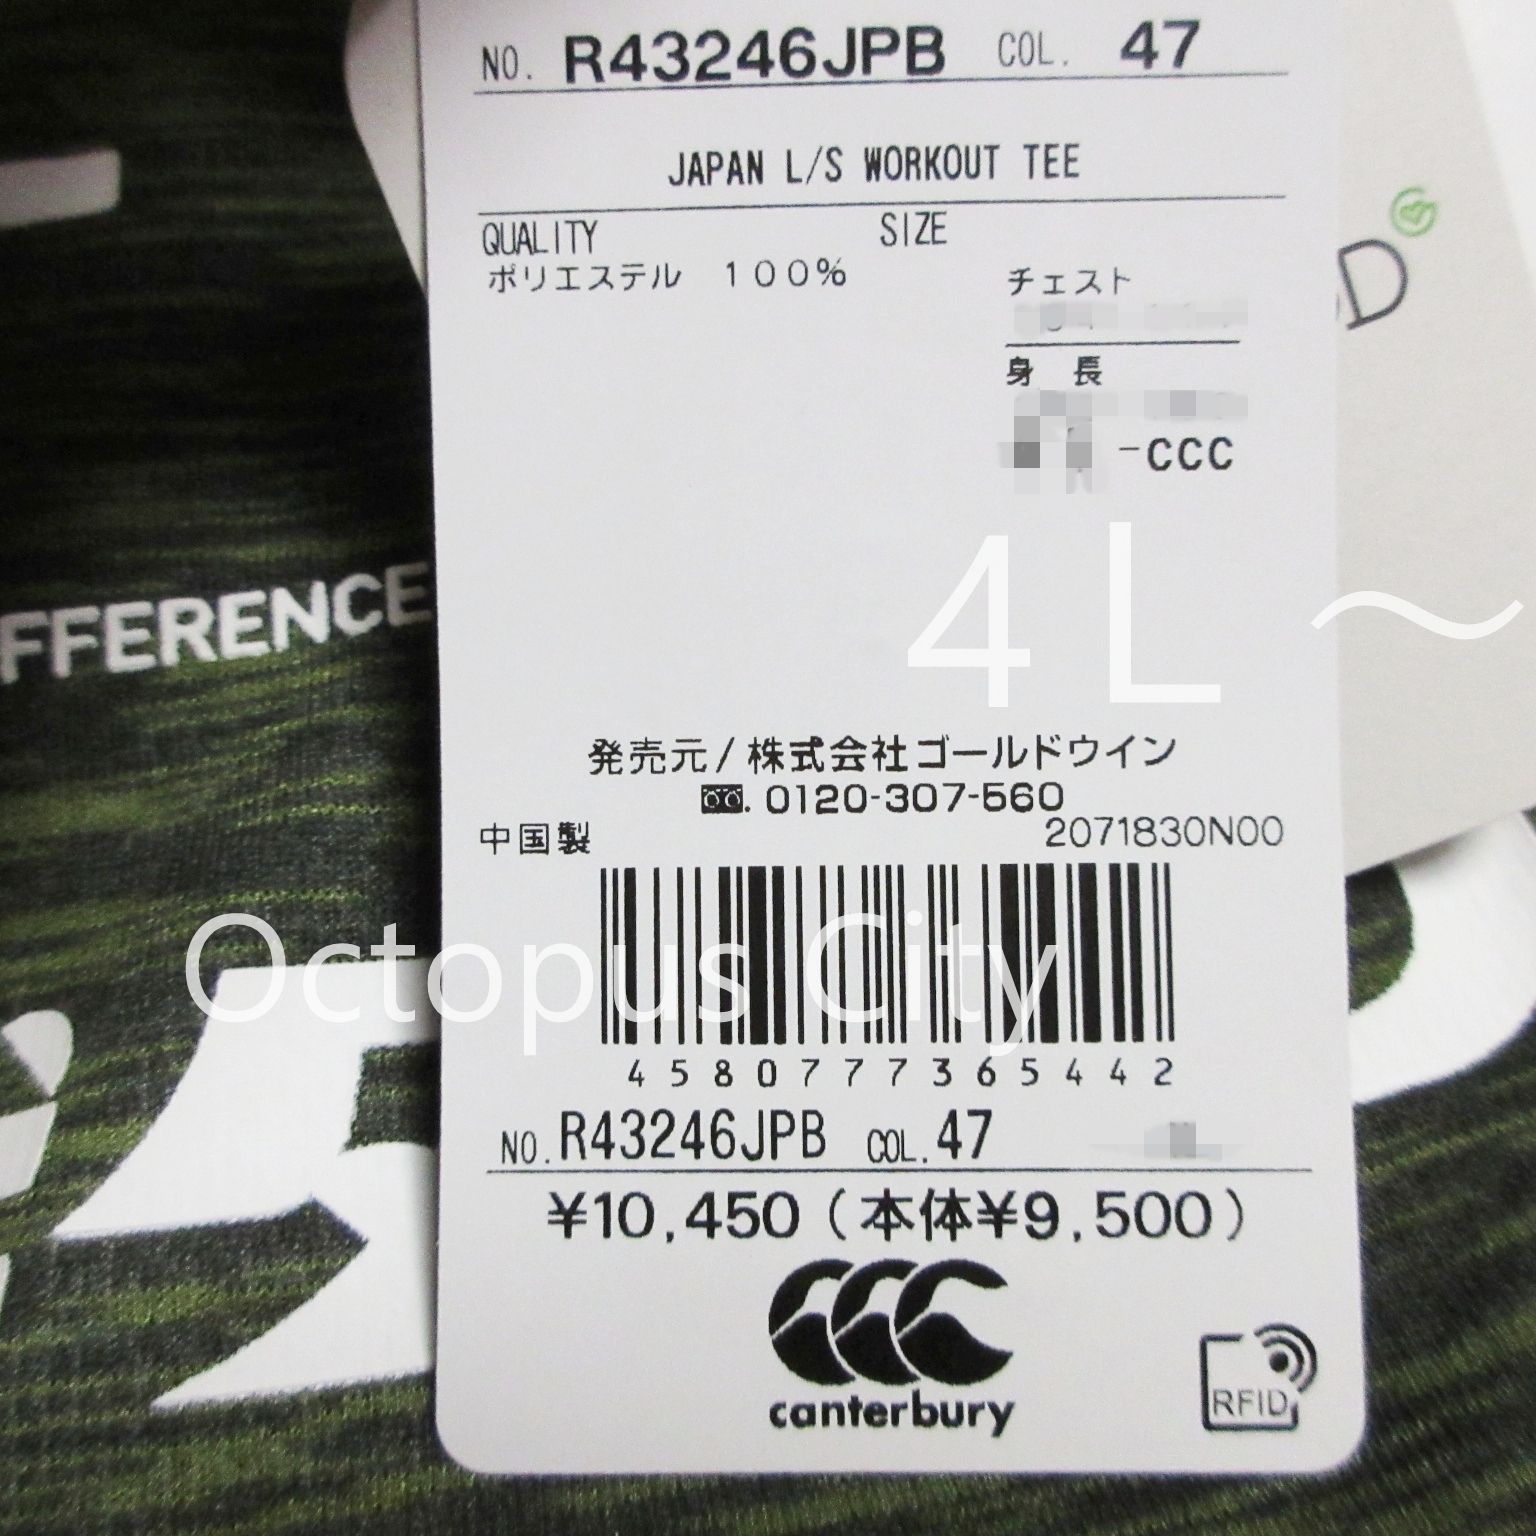 NO. R43246JPB COL. 47
JAPAN L/S WORKOUT TEE
QUALITY SIZE
ポリエステル 100%
チェスト
身 長
-CCC
4L～
FFERENCE
発売元/株式会社ゴールドウイン
0120-307-560
中国製 2071830N00
Octopus City
4580777365442
NO. R43246JPB COL. 47
¥10,450(本体¥9,500)
canterbury
RFID